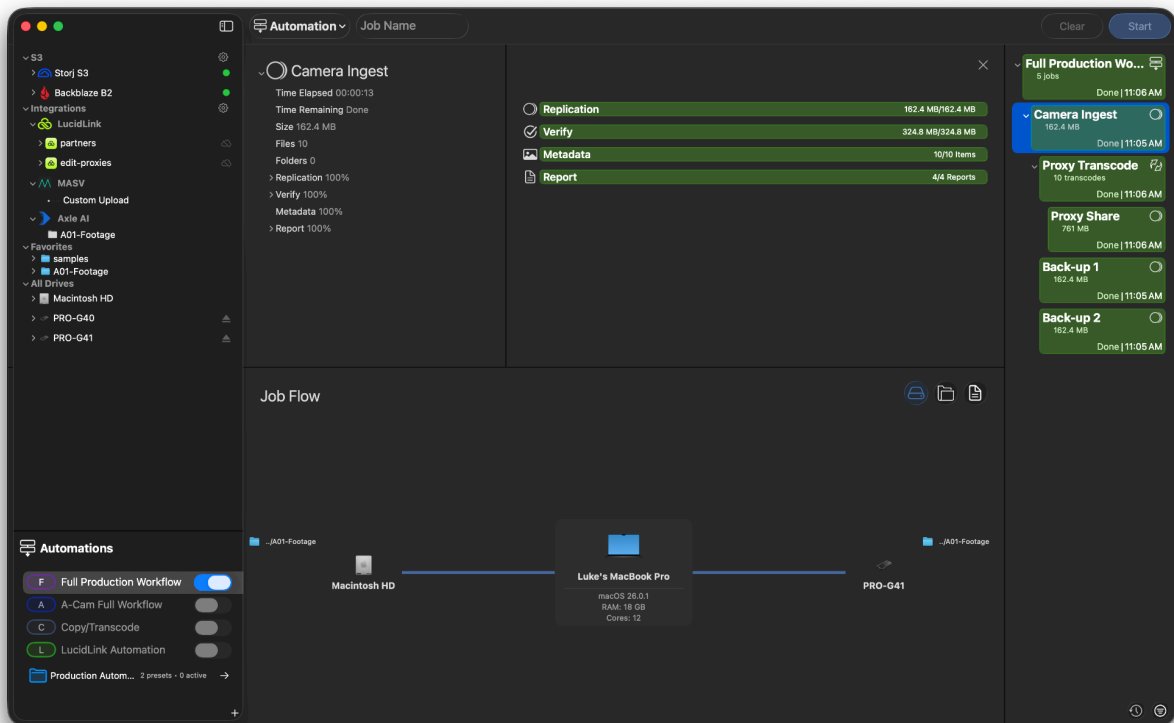 Automation
Job Name
Clear
Start
S3
Storj S3
Backblaze B2
Integrations
LucidLink
partners
edit-proxies
MASV
Custom Upload
Axle AI
A01-Footage
Favorites
samples
A01-Footage
All Drives
Macintosh HD
PRO-G40
PRO-G41
Automations
F Full Production Workflow
A A-Cam Full Workflow
C Copy/Transcode
L LucidLink Automation
Production Autom... 2 presets - 0 active
Camera Ingest
Time Elapsed 00:00:13
Time Remaining Done
Size 162.4 MB
Files 10
Folders 0
Replication 100%
Verify 100%
Metadata 100%
Report 100%
Replication 162.4 MB/162.4 MB
Verify 324.8 MB/324.8 MB
Metadata 10/10 Items
Report 4/4 Reports
Job Flow
../A01-Footage
Macintosh HD
Luke's MacBook Pro
macOS 26.0.1
RAM: 18 GB
Cores: 12
../A01-Footage
PRO-G41
Full Production Wo...
5 jobs
Done | 11:06 AM
Camera Ingest
162.4 MB
Done | 11:05 AM
Proxy Transcode
10 transcodes
Done | 11:06 AM
Proxy Share
761 MB
Done | 11:06 AM
Back-up 1
162.4 MB
Done | 11:05 AM
Back-up 2
162.4 MB
Done | 11:05 AM